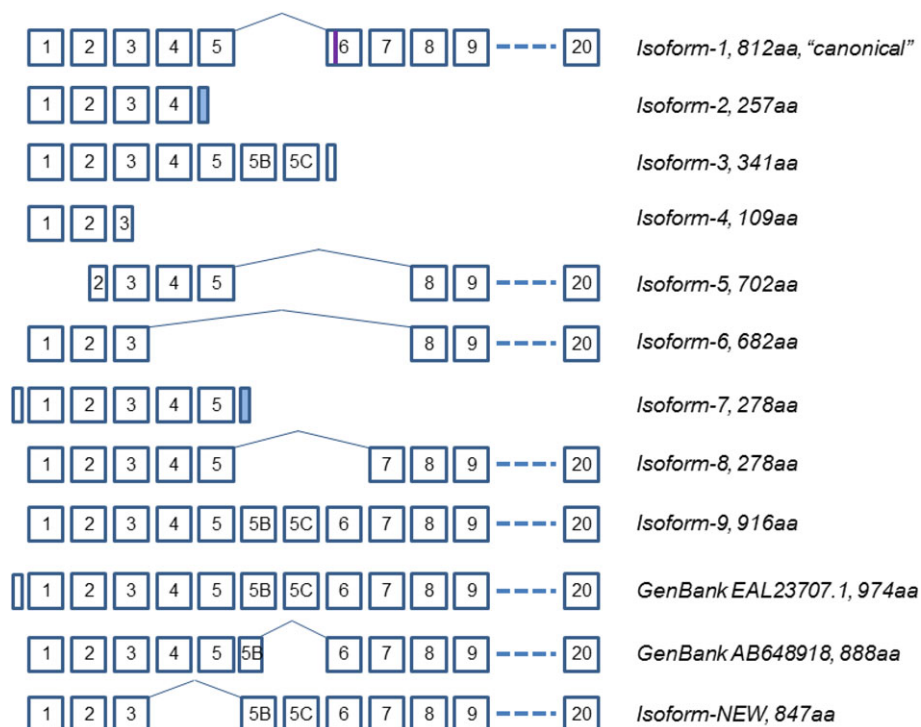 1 2 3 4 5 6 7 8 9 20 Isoform-1, 812aa, "canonical"
1 2 3 4 Isoform-2, 257aa
1 2 3 4 5 5B 5C Isoform-3, 341aa
1 2 3 Isoform-4, 109aa
2 3 4 5 8 9 20 Isoform-5, 702aa
1 2 3 8 9 20 Isoform-6, 682aa
1 2 3 4 5 Isoform-7, 278aa
1 2 3 4 5 7 8 9 20 Isoform-8, 278aa
1 2 3 4 5 5B 5C 6 7 8 9 20 Isoform-9, 916aa
1 2 3 4 5 5B 5C 6 7 8 9 20 GenBank EAL23707.1, 974aa
1 2 3 4 5 5B 6 7 8 9 20 GenBank AB648918, 888aa
1 2 3 5B 5C 6 7 8 9 20 Isoform-NEW, 847aa